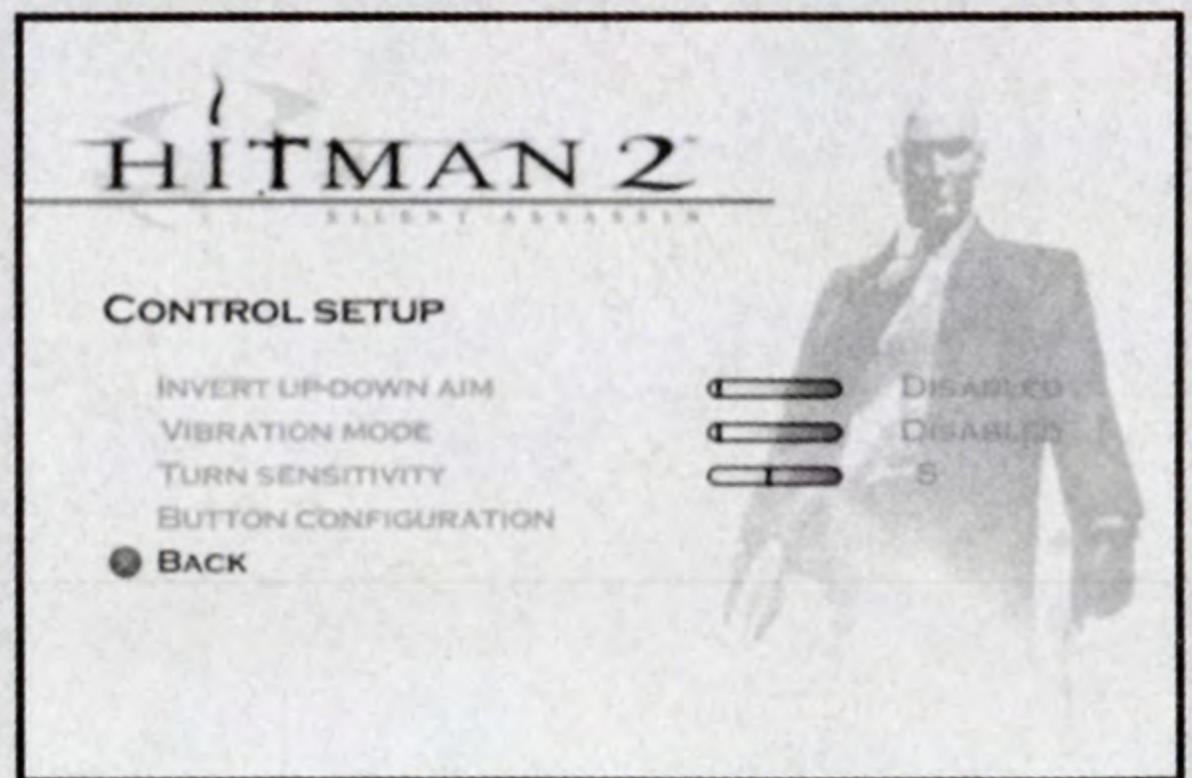 HITMAN 2
SILENT ASSASSIN
CONTROL SETUP
INVERT UP-DOWN AIM DISABLED
VIBRATION MODE DISABLED
TURN SENSITIVITY 5
BUTTON CONFIGURATION
BACK